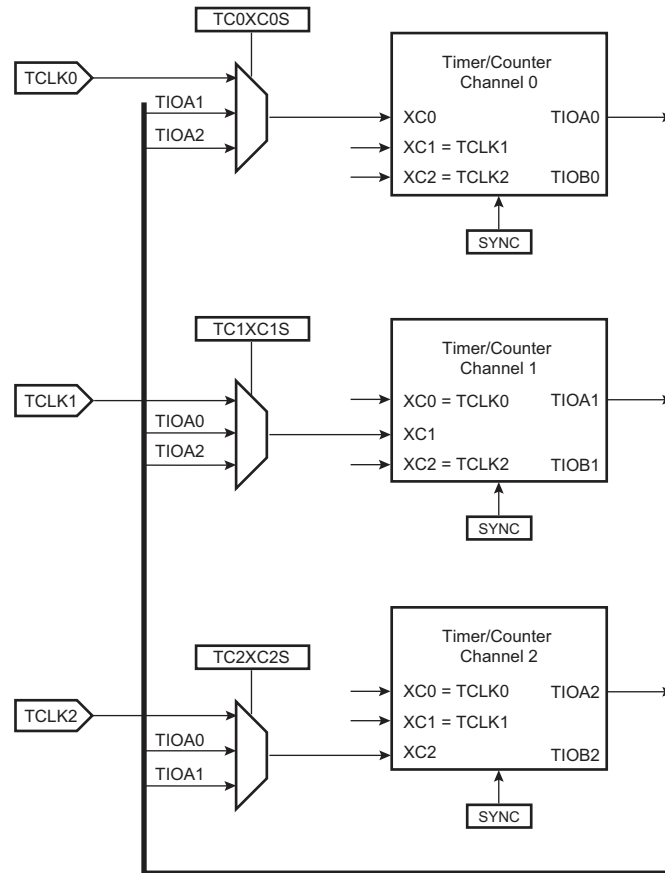 TC0XC0S
TCLK0
TIOA1
TIOA2
Timer/Counter
Channel 0
XC0
TIOA0
XC1 = TCLK1
XC2 = TCLK2
TIOB0
SYNC
TC1XC1S
TCLK1
TIOA0
TIOA2
Timer/Counter
Channel 1
XC0 = TCLK0
TIOA1
XC1
XC2 = TCLK2
TIOB1
SYNC
TC2XC2S
TCLK2
TIOA0
TIOA1
Timer/Counter
Channel 2
XC0 = TCLK0
TIOA2
XC1 = TCLK1
XC2
TIOB2
SYNC